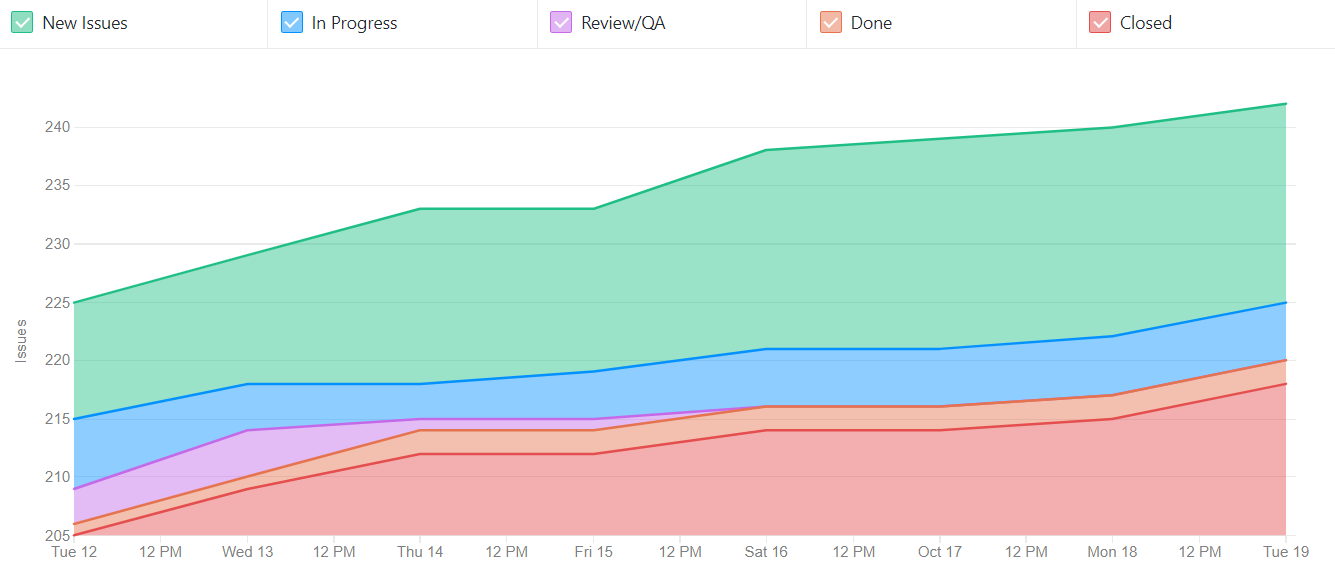 New Issues In Progress Review/QA Done Closed
240
235
230
225
220
215
210
205
Issues
Tue 12 12 PM Wed 13 12 PM Thu 14 12 PM Fri 15 12 PM Sat 16 12 PM Oct 17 12 PM Mon 18 12 PM Tue 19